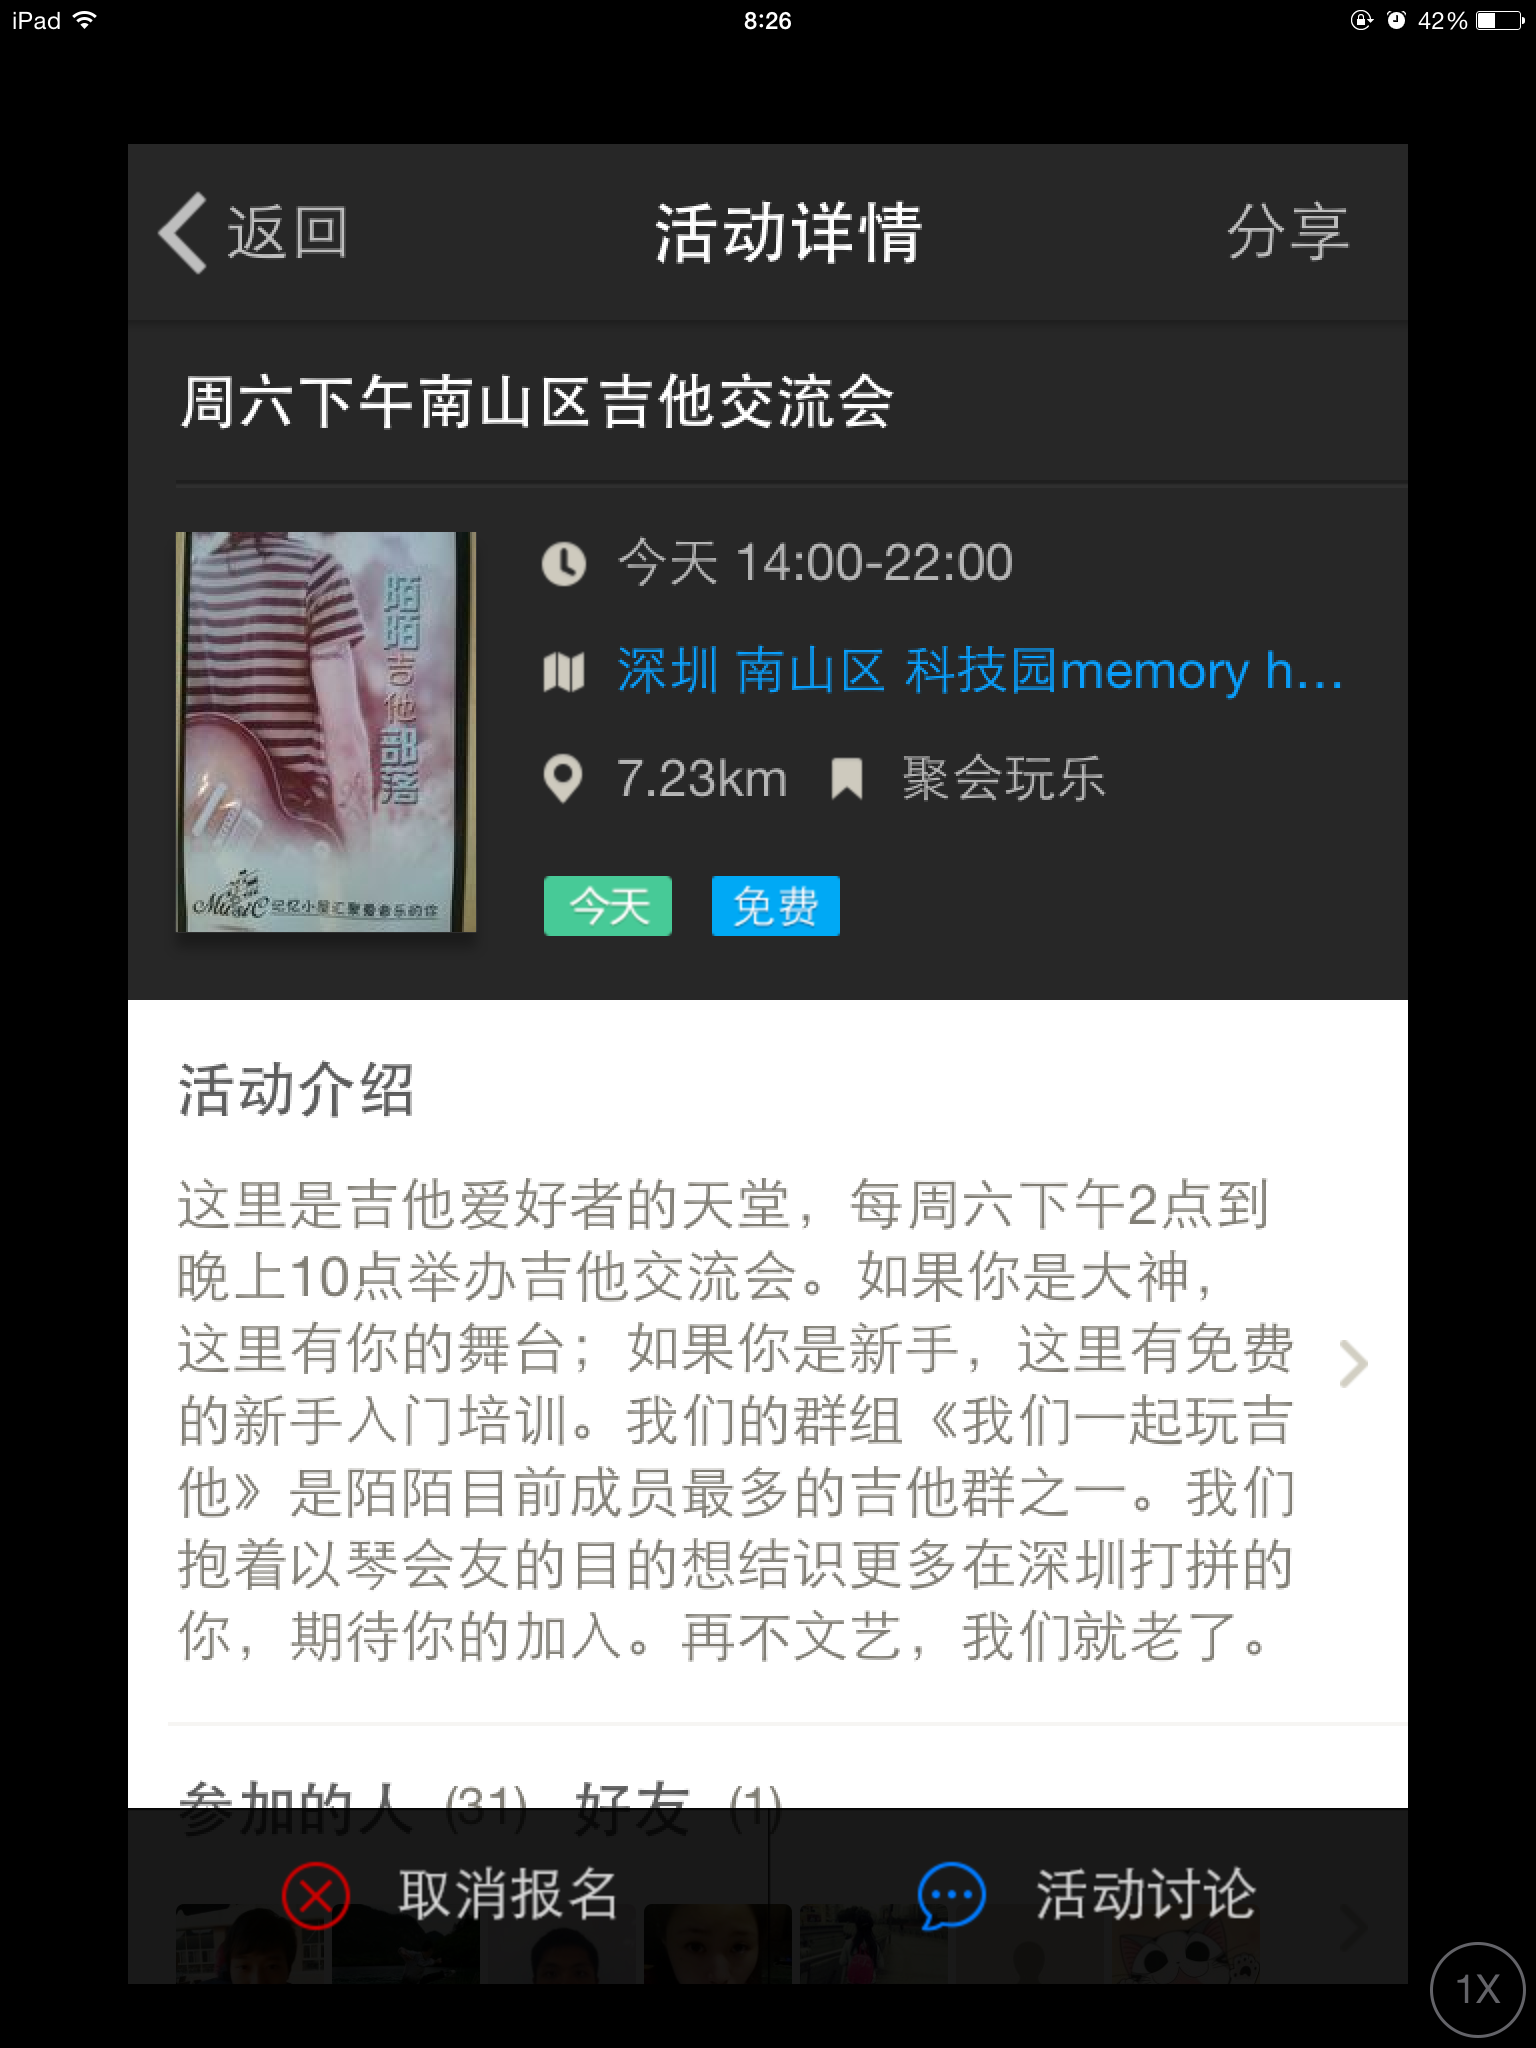 iPad 8:26 42%
返回 活动详情 分享
周六下午南山区吉他交流会
陌陌吉他部落
Music 记忆小屋汇聚爱音乐的你
今天 14:00-22:00
深圳 南山区 科技园memory h...
7.23km 聚会玩乐
今天 免费
活动介绍
这里是吉他爱好者的天堂，每周六下午2点到
晚上10点举办吉他交流会。如果你是大神，
这里有你的舞台；如果你是新手，这里有免费
的新手入门培训。我们的群组《我们一起玩吉
他》是陌陌目前成员最多的吉他群之一。我们
抱着以琴会友的目的想结识更多在深圳打拼的
你，期待你的加入。再不文艺，我们就老了。
参加的人 (31) 好友 (1)
取消报名 活动讨论
1X